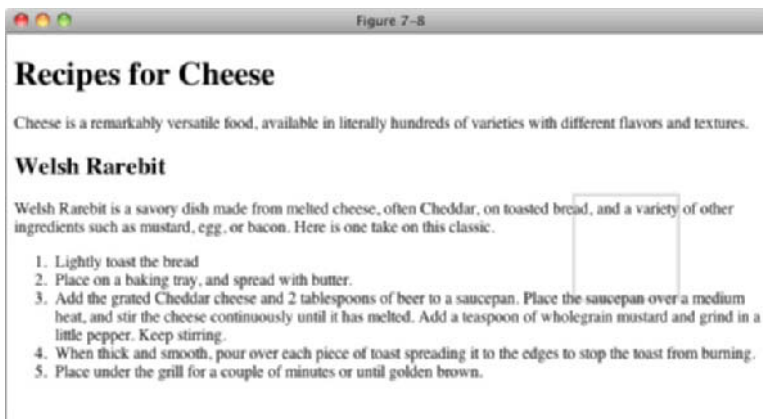 Figure 7-8
Recipes for Cheese
Cheese is a remarkably versatile food, available in literally hundreds of varieties with different flavors and textures.
Welsh Rarebit
Welsh Rarebit is a savory dish made from melted cheese, often Cheddar, on toasted bread, and a variety of other
ingredients such as mustard, egg, or bacon. Here is one take on this classic.
1. Lightly toast the bread
2. Place on a baking tray, and spread with butter.
3. Add the grated Cheddar cheese and 2 tablespoons of beer to a saucepan. Place the saucepan over a medium
heat, and stir the cheese continuously until it has melted. Add a teaspoon of wholegrain mustard and grind in a
little pepper. Keep stirring.
4. When thick and smooth, pour over each piece of toast spreading it to the edges to stop the toast from burning.
5. Place under the grill for a couple of minutes or until golden brown.